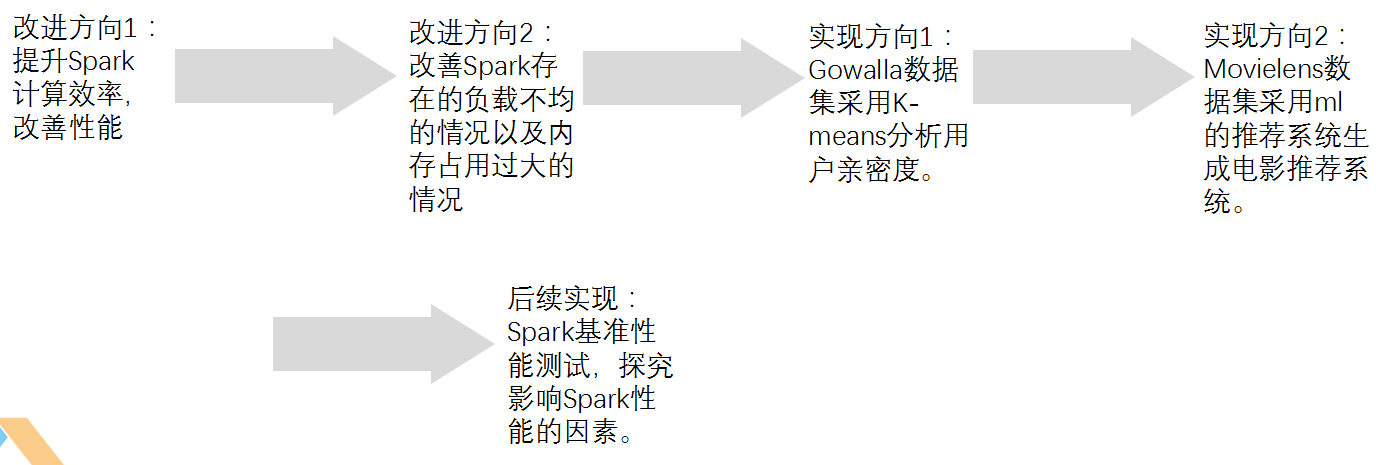 改进方向1：
提升Spark
计算效率，
改善性能
改进方向2：
改善Spark存
在的负载不均
的情况以及内
存占用过大的
情况
实现方向1：
Gowalla数据
集采用K-
means分析用
户亲密度。
实现方向2：
Movielens数
据集采用ml
的推荐系统生
成电影推荐系
统。
后续实现：
Spark基准性
能测试，探究
影响Spark性
能的因素。